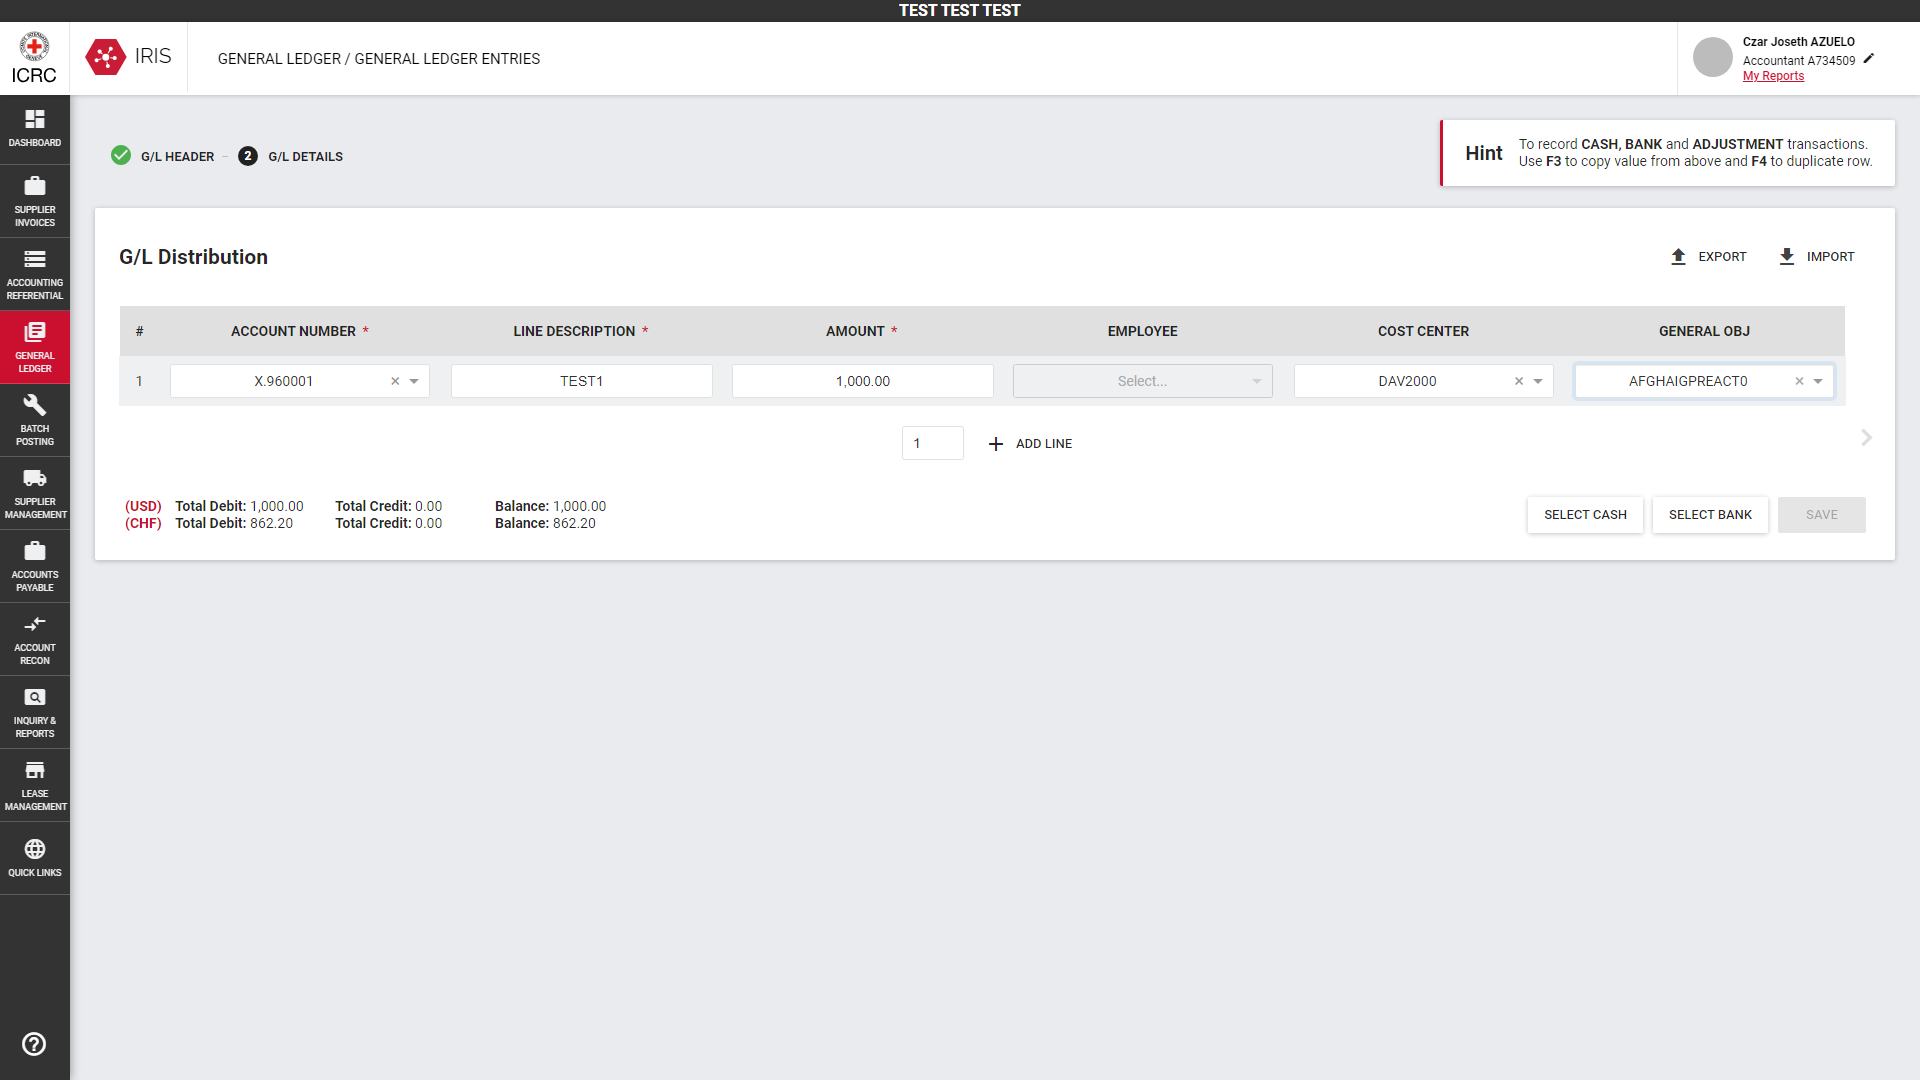 TEST TEST TEST
ICRC
IRIS
GENERAL LEDGER / GENERAL LEDGER ENTRIES
Czar Joseth AZUELO
Accountant A734509
My Reports
DASHBOARD
SUPPLIER
INVOICES
ACCOUNTING
REFERENTIAL
GENERAL
LEDGER
BATCH
POSTING
SUPPLIER
MANAGEMENT
ACCOUNTS
PAYABLE
ACCOUNT
RECON
INQUIRY &
REPORTS
LEASE
MANAGEMENT
QUICK LINKS
G/L HEADER
2 G/L DETAILS
Hint
To record CASH, BANK and ADJUSTMENT transactions.
Use F3 to copy value from above and F4 to duplicate row.
G/L Distribution
EXPORT
IMPORT
# ACCOUNT NUMBER * LINE DESCRIPTION * AMOUNT * EMPLOYEE COST CENTER GENERAL OBJ
1 X.960001 TEST1 1,000.00 Select... DAV2000 AFGHAIGPREACT0
1 ADD LINE
(USD) Total Debit: 1,000.00 Total Credit: 0.00 Balance: 1,000.00
(CHF) Total Debit: 862.20 Total Credit: 0.00 Balance: 862.20
SELECT CASH
SELECT BANK
SAVE